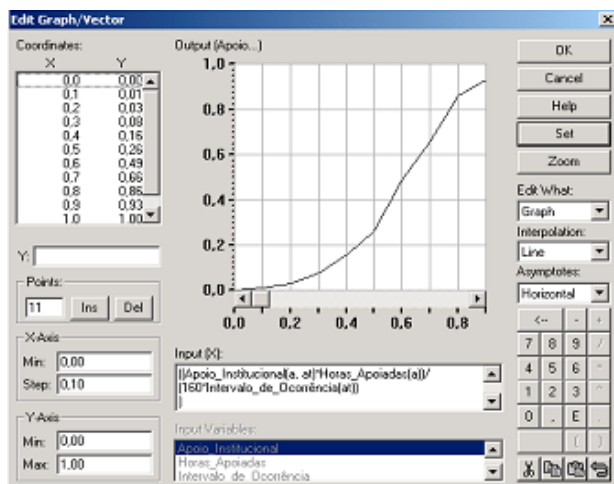 Edit Graph/Vector
Coordinates:
X Y
0,0 0,00
0,1 0,01
0,2 0,03
0,3 0,08
0,4 0,16
0,5 0,26
0,6 0,49
0,7 0,66
0,8 0,86
0,9 0,93
1,0 1,00
Y:
Points:
11 Ins Del
X-Axis
Min: 0,00
Step: 0,10
Y-Axis
Min: 0,00
Max: 1,00
Output (Apoio...)
1,0
0,8
0,6
0,4
0,2
0,0
0,0 0,2 0,4 0,6 0,8
Input (X):
((Apoio_Institucional(a, at)*Horas_Apoiadas(a))/
(160*Intervalo_de_Ocorrência(at))
)
Input Variables:
Apoio_Institucional
Horas_Apoiadas
Intervalo_de_Ocorrência
OK
Cancel
Help
Set
Zoom
Edit What:
Graph
Interpolation:
Line
Asymptotes:
Horizontal
<-- - +
7 8 9 /
4 5 6 *
1 2 3 ^
0 . E
( )